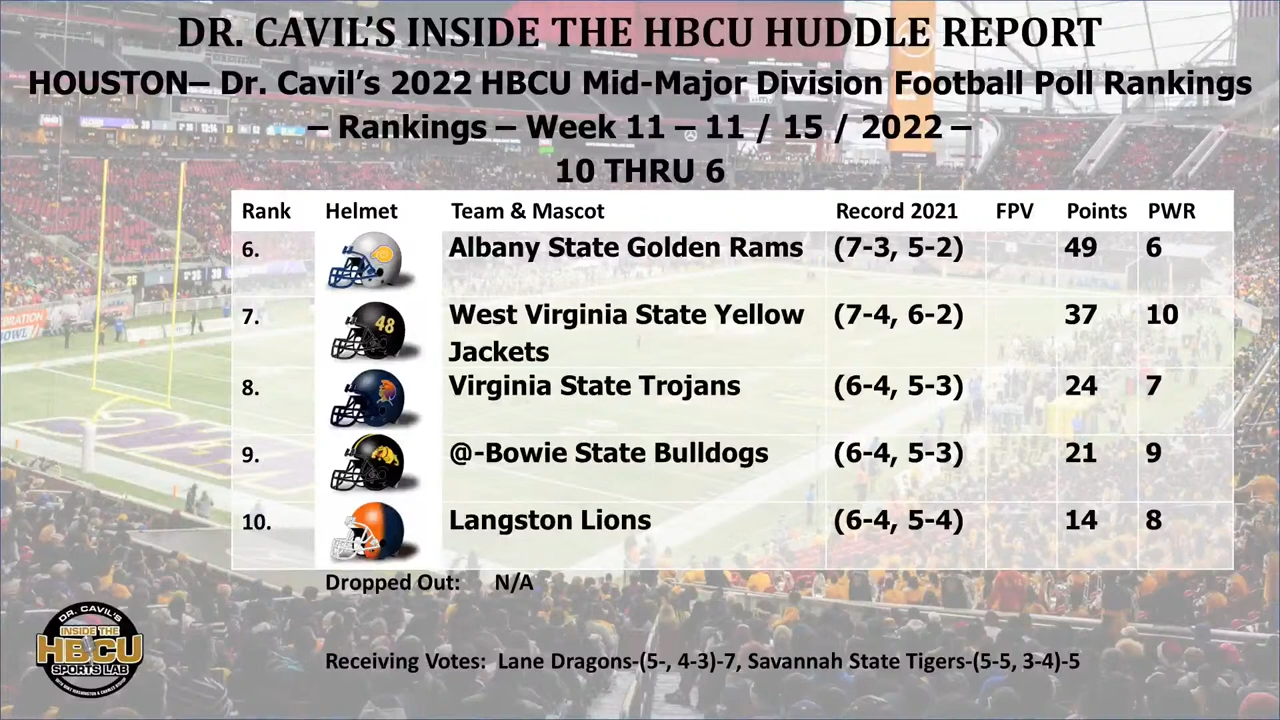 DR. CAVIL'S INSIDE THE HBCU HUDDLE REPORT
HOUSTON– Dr. Cavil's 2022 HBCU Mid-Major Division Football Poll Rankings
– Rankings – Week 11 – 11 / 15 / 2022 –
10 THRU 6
Rank Helmet Team & Mascot Record 2021 FPV Points PWR
6. Albany State Golden Rams (7-3, 5-2) 49 6
7. 48 West Virginia State Yellow (7-4, 6-2) 37 10
Jackets
8. Virginia State Trojans (6-4, 5-3) 24 7
9. @-Bowie State Bulldogs (6-4, 5-3) 21 9
10. Langston Lions (6-4, 5-4) 14 8
Dropped Out: N/A
DR. CAVIL'S
INSIDE THE
HBCU
SPORTS LAB
Receiving Votes: Lane Dragons-(5-, 4-3)-7, Savannah State Tigers-(5-5, 3-4)-5